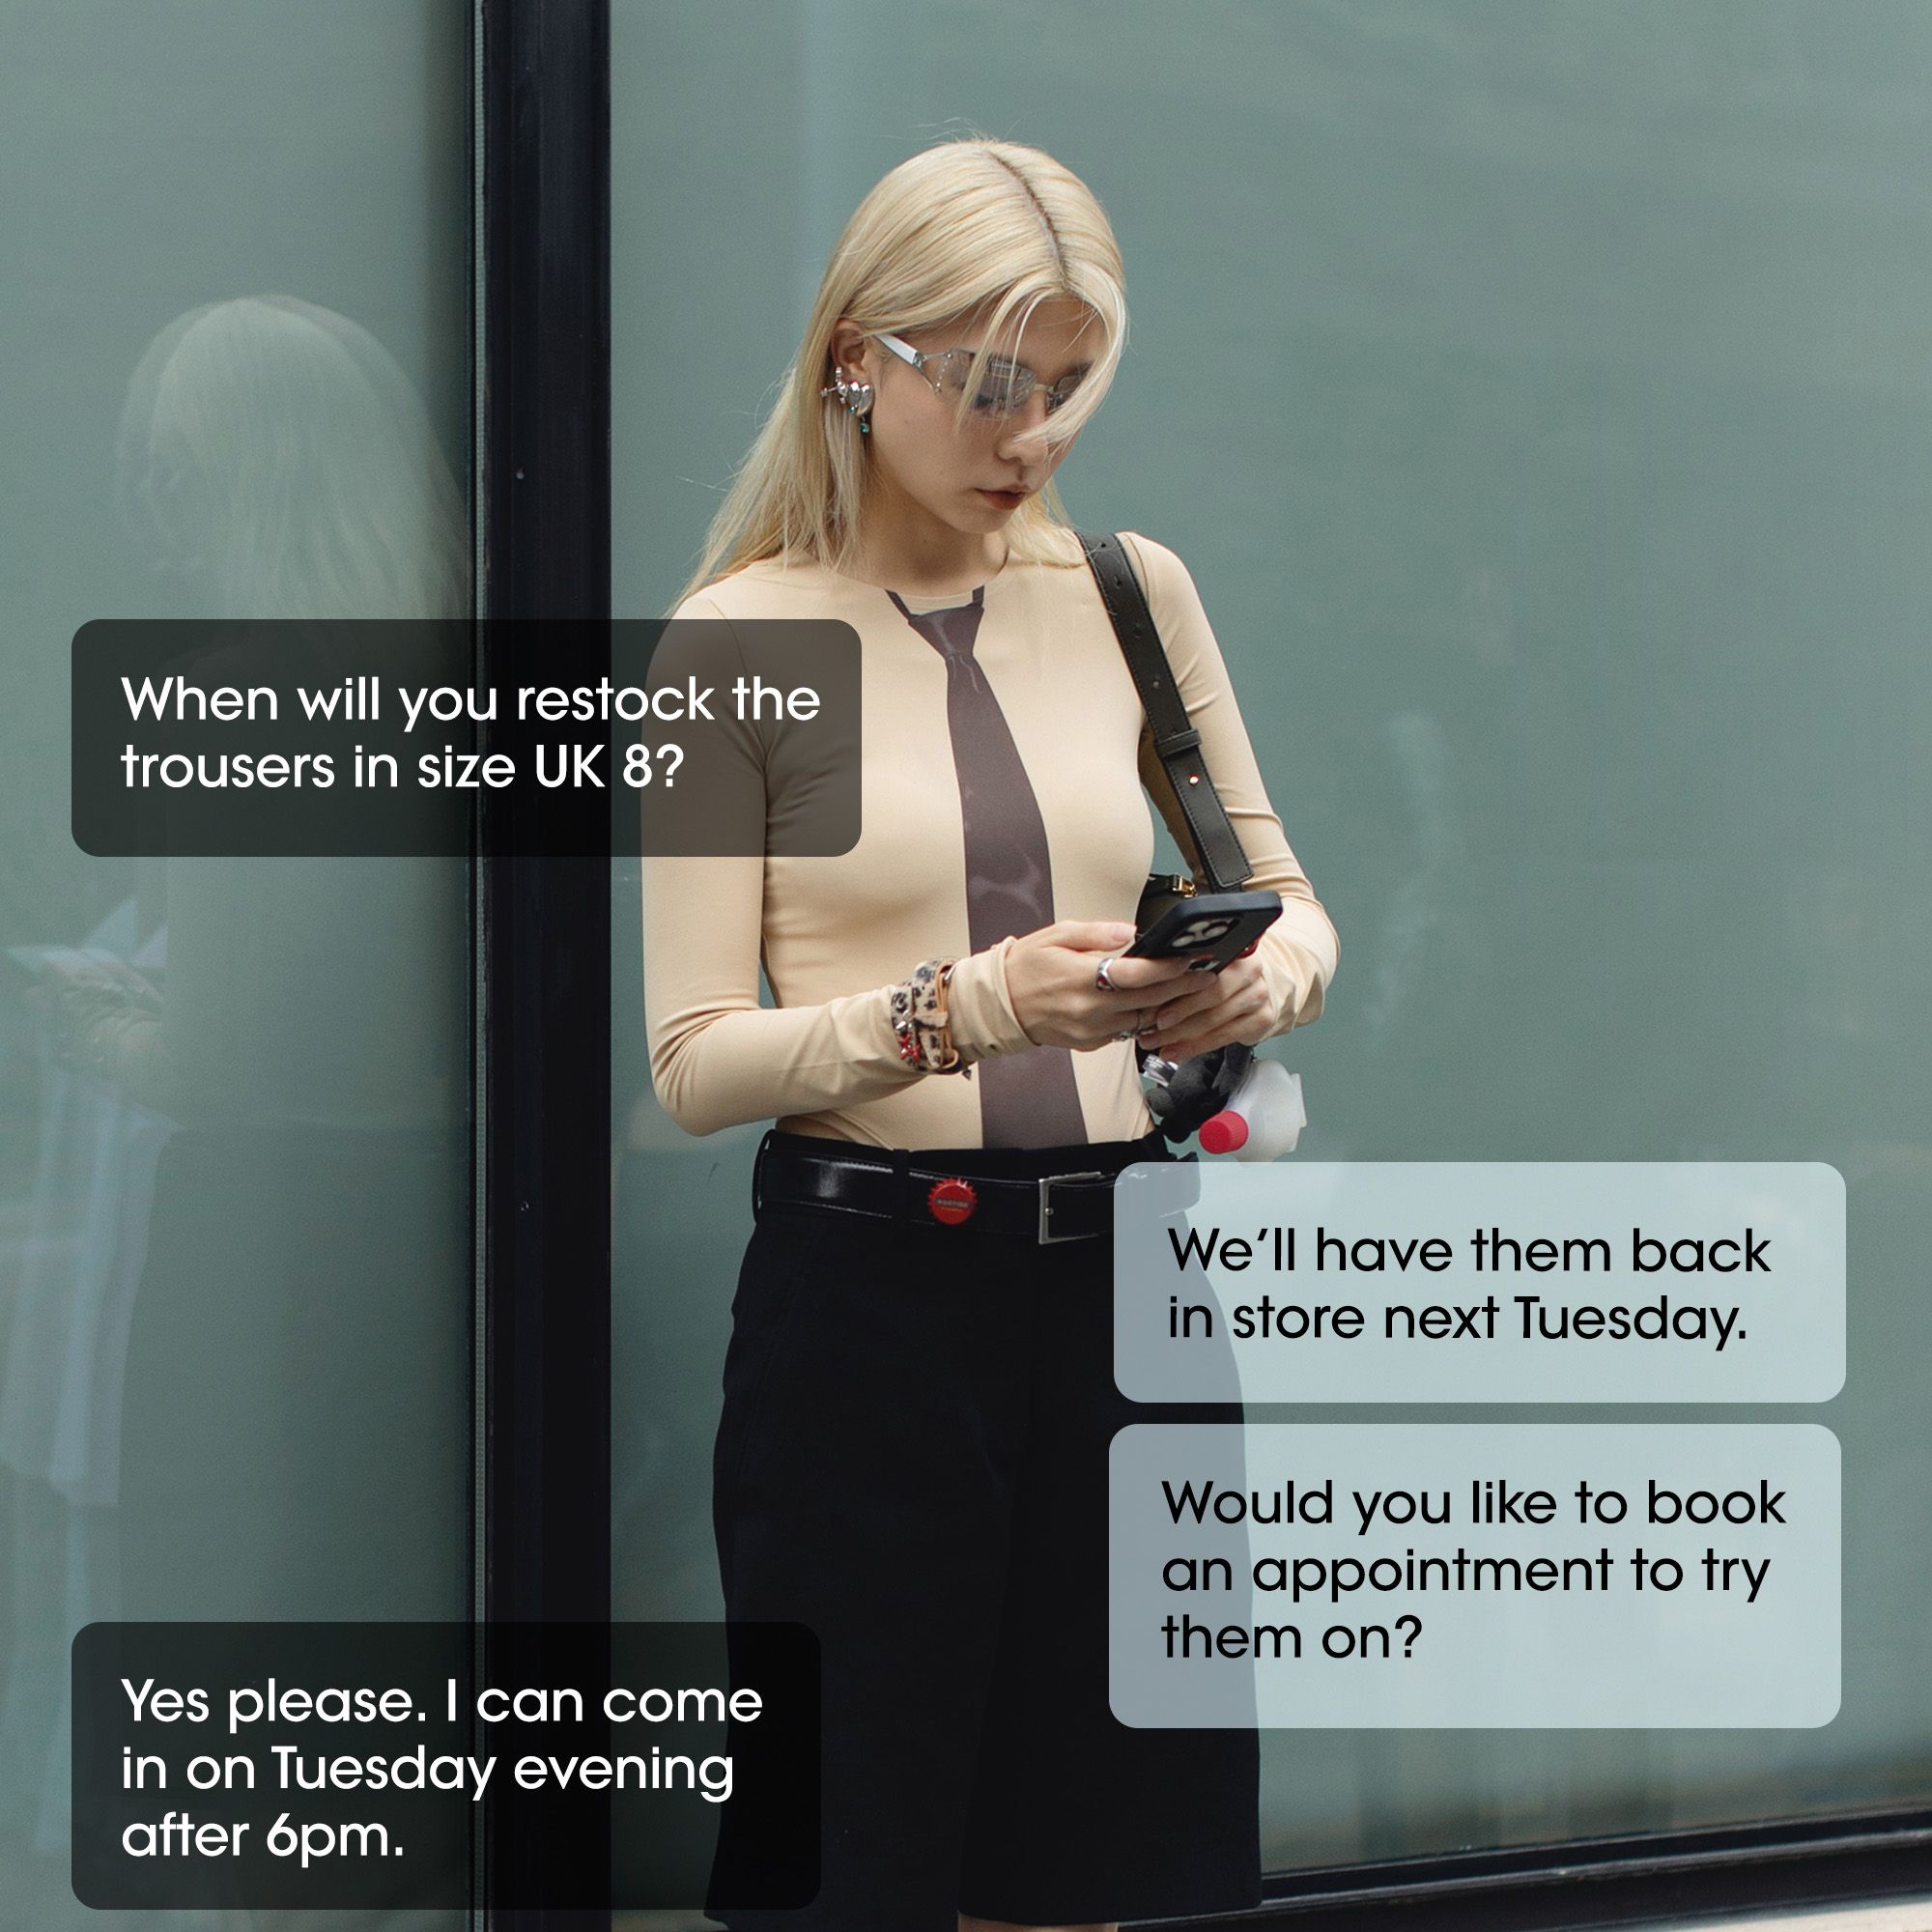 When will you restock the
trousers in size UK 8?
We’ll have them back
in store next Tuesday.
Would you like to book
an appointment to try
them on?
Yes please. I can come
in on Tuesday evening
after 6pm.